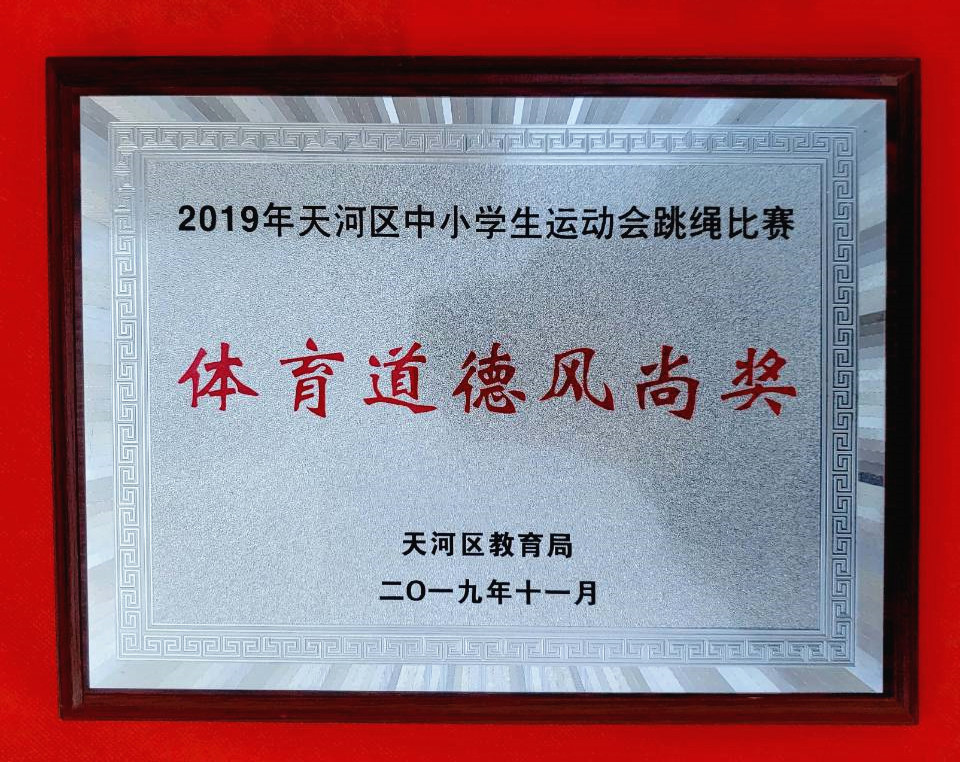 2019年天河区中小学生运动会跳绳比赛
体育道德风尚奖
天河区教育局
二〇一九年十一月